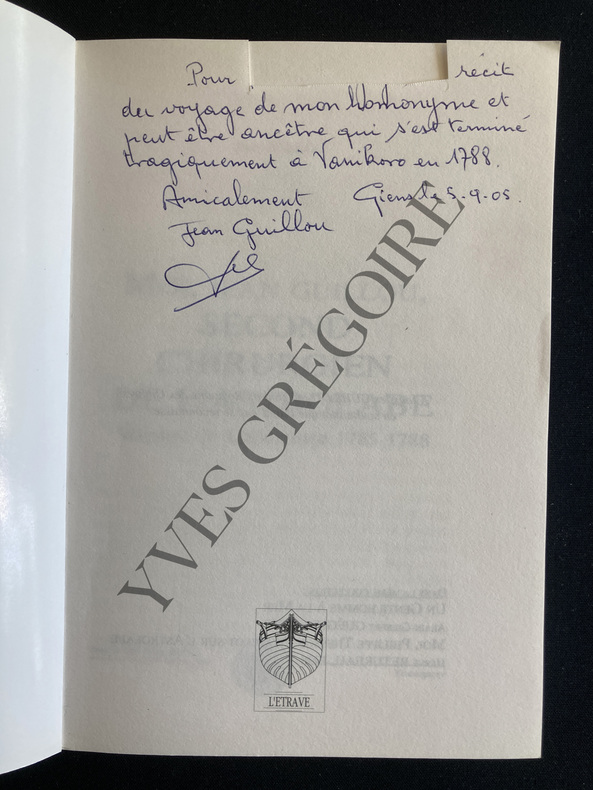 Pour récit
du voyage de mon Homonyme et
peut être ancêtre qui s'est terminé
tragiquement à Vanikoro en 1788.
Amicalement Giens le 5-9-05.
Jean Guillou
YVES GRÉGOIRE
L'ETRAVE